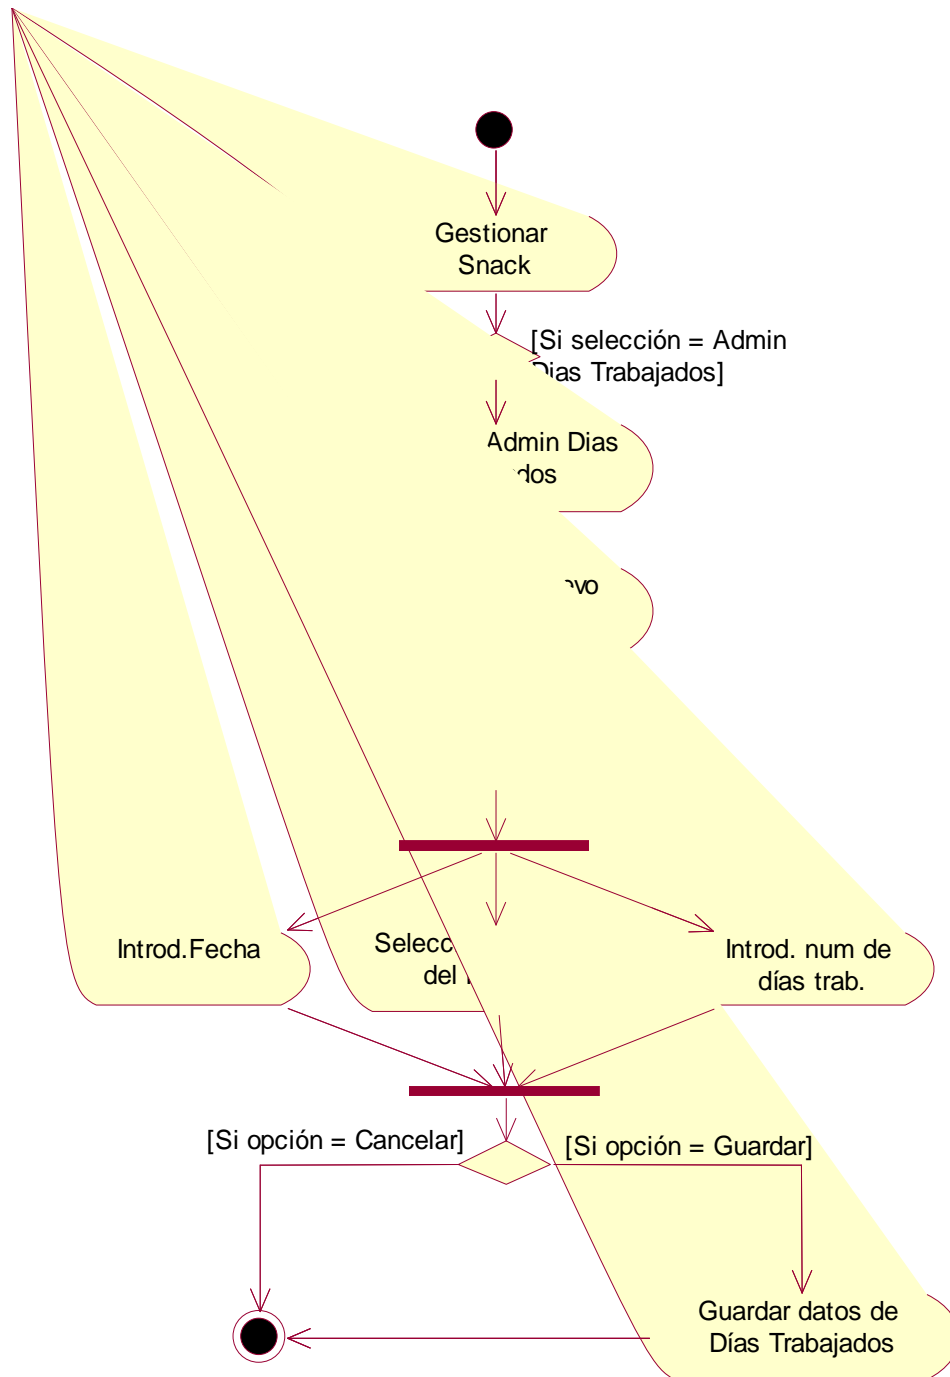 Gestionar
Snack
[Si selección = Admin
Dias Trabajados]
Admin Dias
Introd.Fecha
del
Introd. num de
días trab.
[Si opción = Cancelar]
[Si opción = Guardar]
Guardar datos de
Días Trabajados